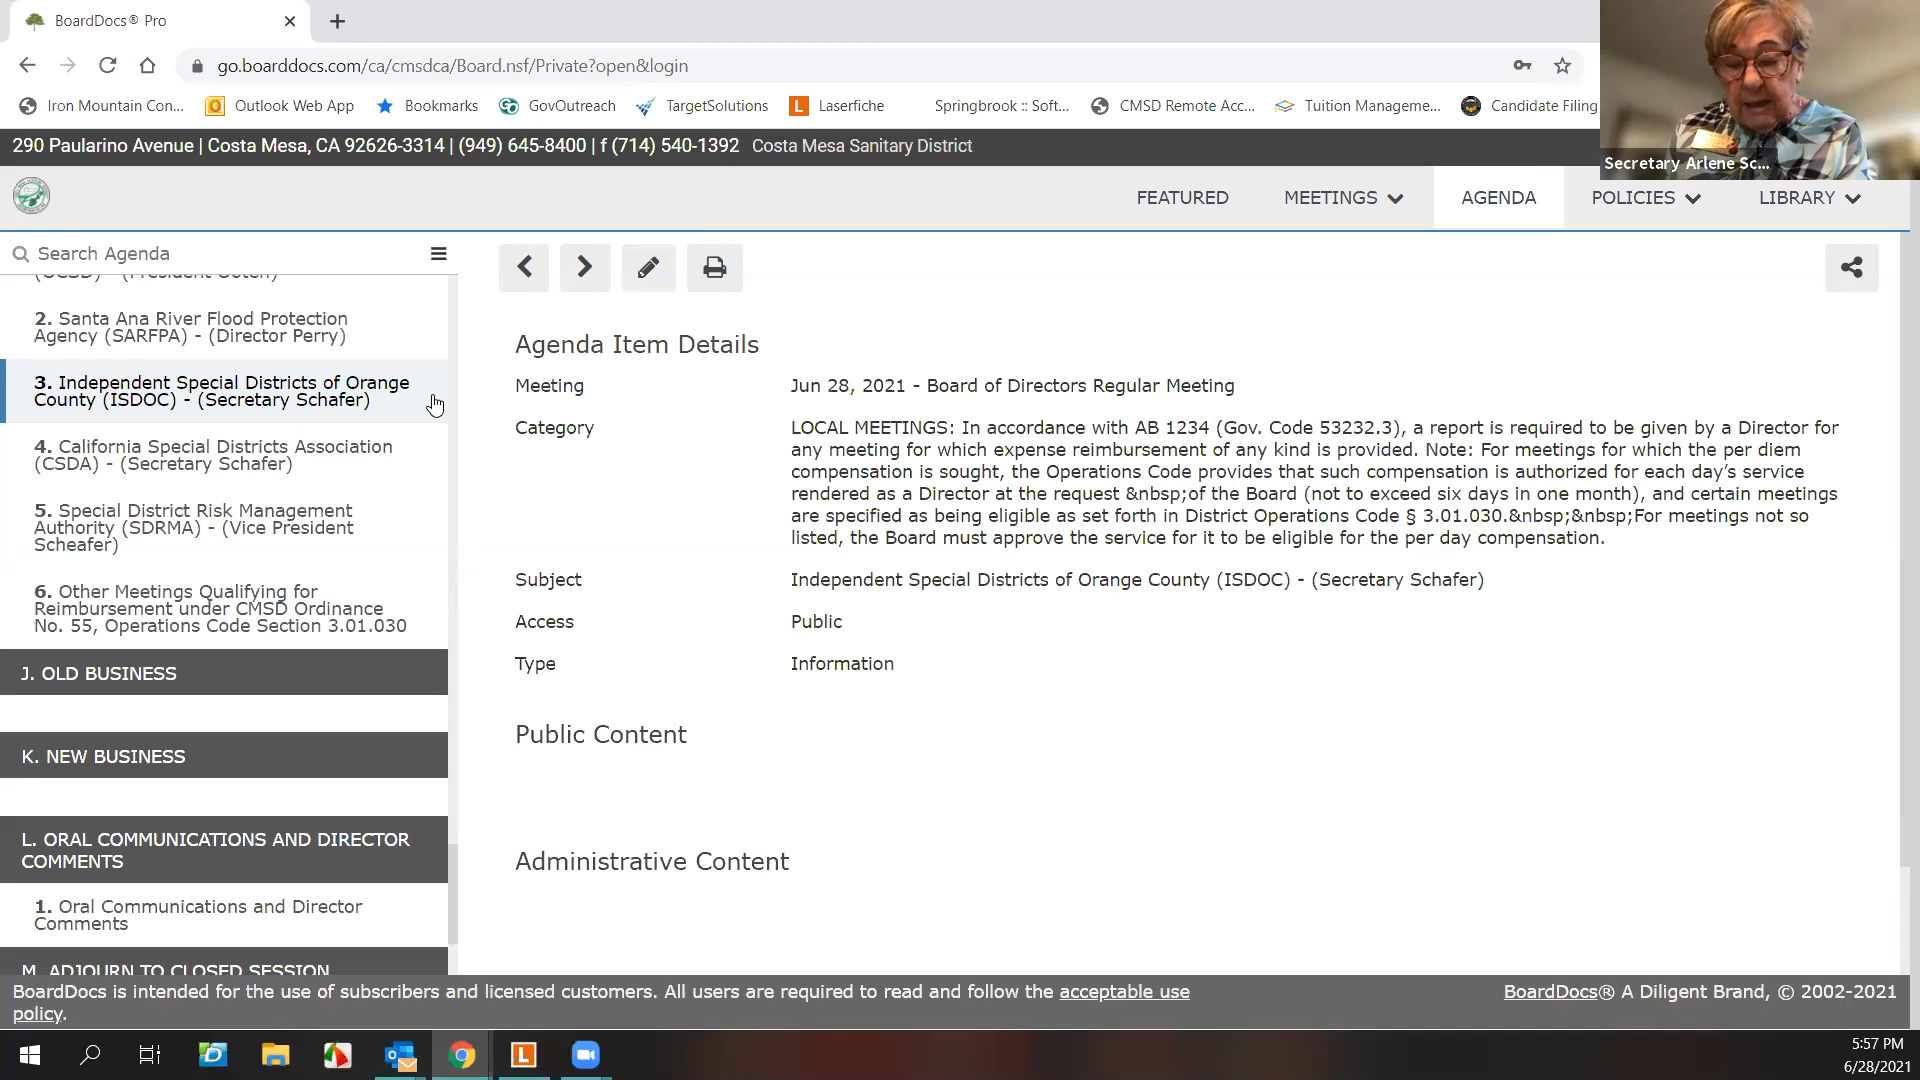 BoardDocs® Pro
go.boarddocs.com/ca/cmsdca/Board.nsf/Private?open&login
Iron Mountain Con... Outlook Web App Bookmarks GovOutreach TargetSolutions Laserfiche Springbrook :: Soft... CMSD Remote Acc... Tuition Manageme... Candidate Filing
290 Paularino Avenue | Costa Mesa, CA 92626-3314 | (949) 645-8400 | f (714) 540-1392 Costa Mesa Sanitary District
Secretary Arlene Sc...
FEATURED MEETINGS AGENDA POLICIES LIBRARY
Search Agenda
(OCSD) - (President Ooten)
2. Santa Ana River Flood Protection
Agency (SARFPA) - (Director Perry)
3. Independent Special Districts of Orange
County (ISDOC) - (Secretary Schafer)
4. California Special Districts Association
(CSDA) - (Secretary Schafer)
5. Special District Risk Management
Authority (SDRMA) - (Vice President
Scheafer)
6. Other Meetings Qualifying for
Reimbursement under CMSD Ordinance
No. 55, Operations Code Section 3.01.030
J. OLD BUSINESS
K. NEW BUSINESS
L. ORAL COMMUNICATIONS AND DIRECTOR
COMMENTS
1. Oral Communications and Director
Comments
M. ADJOURN TO CLOSED SESSION
Agenda Item Details
Meeting Jun 28, 2021 - Board of Directors Regular Meeting
Category LOCAL MEETINGS: In accordance with AB 1234 (Gov. Code 53232.3), a report is required to be given by a Director for
any meeting for which expense reimbursement of any kind is provided. Note: For meetings for which the per diem
compensation is sought, the Operations Code provides that such compensation is authorized for each day’s service
rendered as a Director at the request &nbsp;of the Board (not to exceed six days in one month), and certain meetings
are specified as being eligible as set forth in District Operations Code § 3.01.030.&nbsp;&nbsp;For meetings not so
listed, the Board must approve the service for it to be eligible for the per day compensation.
Subject Independent Special Districts of Orange County (ISDOC) - (Secretary Schafer)
Access Public
Type Information
Public Content
Administrative Content
BoardDocs is intended for the use of subscribers and licensed customers. All users are required to read and follow the acceptable use
policy.
BoardDocs® A Diligent Brand, © 2002-2021
5:57 PM
6/28/2021